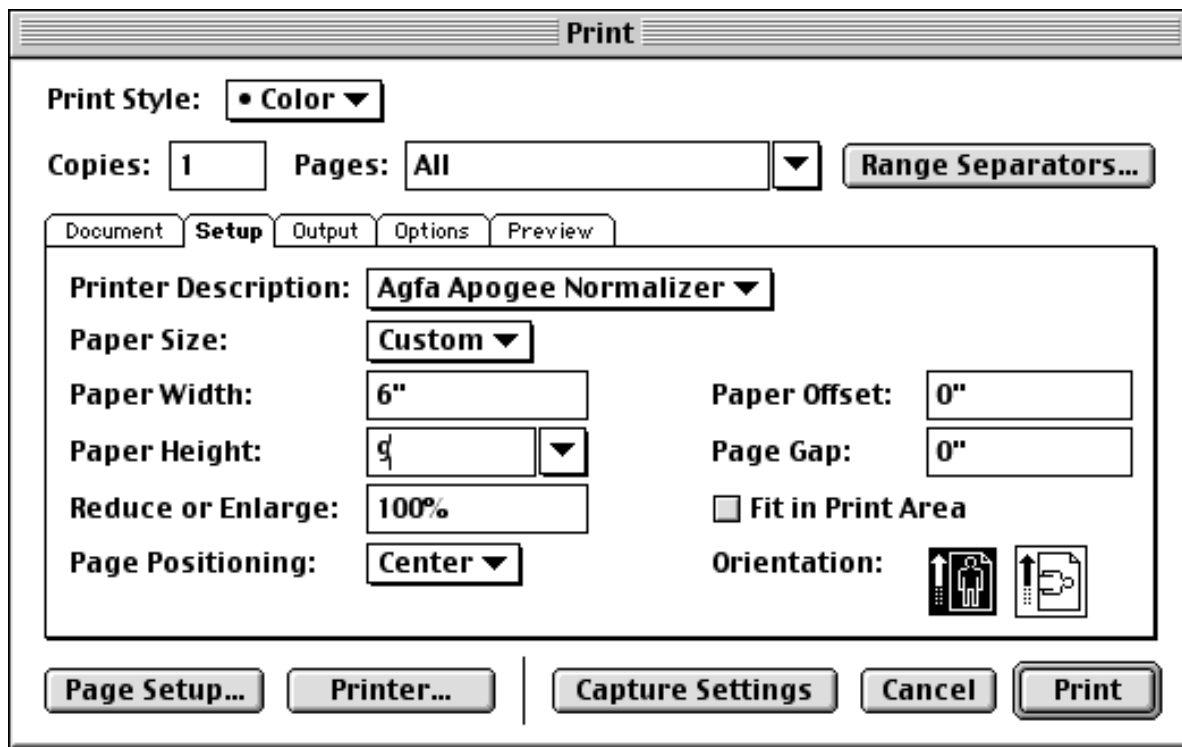 Print
Print Style: • Color
Copies: 1 Pages: All Range Separators...
Document Setup Output Options Preview
Printer Description: Agfa Apogee Normalizer
Paper Size: Custom
Paper Width: 6" Paper Offset: 0"
Paper Height: 9 Page Gap: 0"
Reduce or Enlarge: 100% Fit in Print Area
Page Positioning: Center Orientation:
Page Setup... Printer... Capture Settings Cancel Print